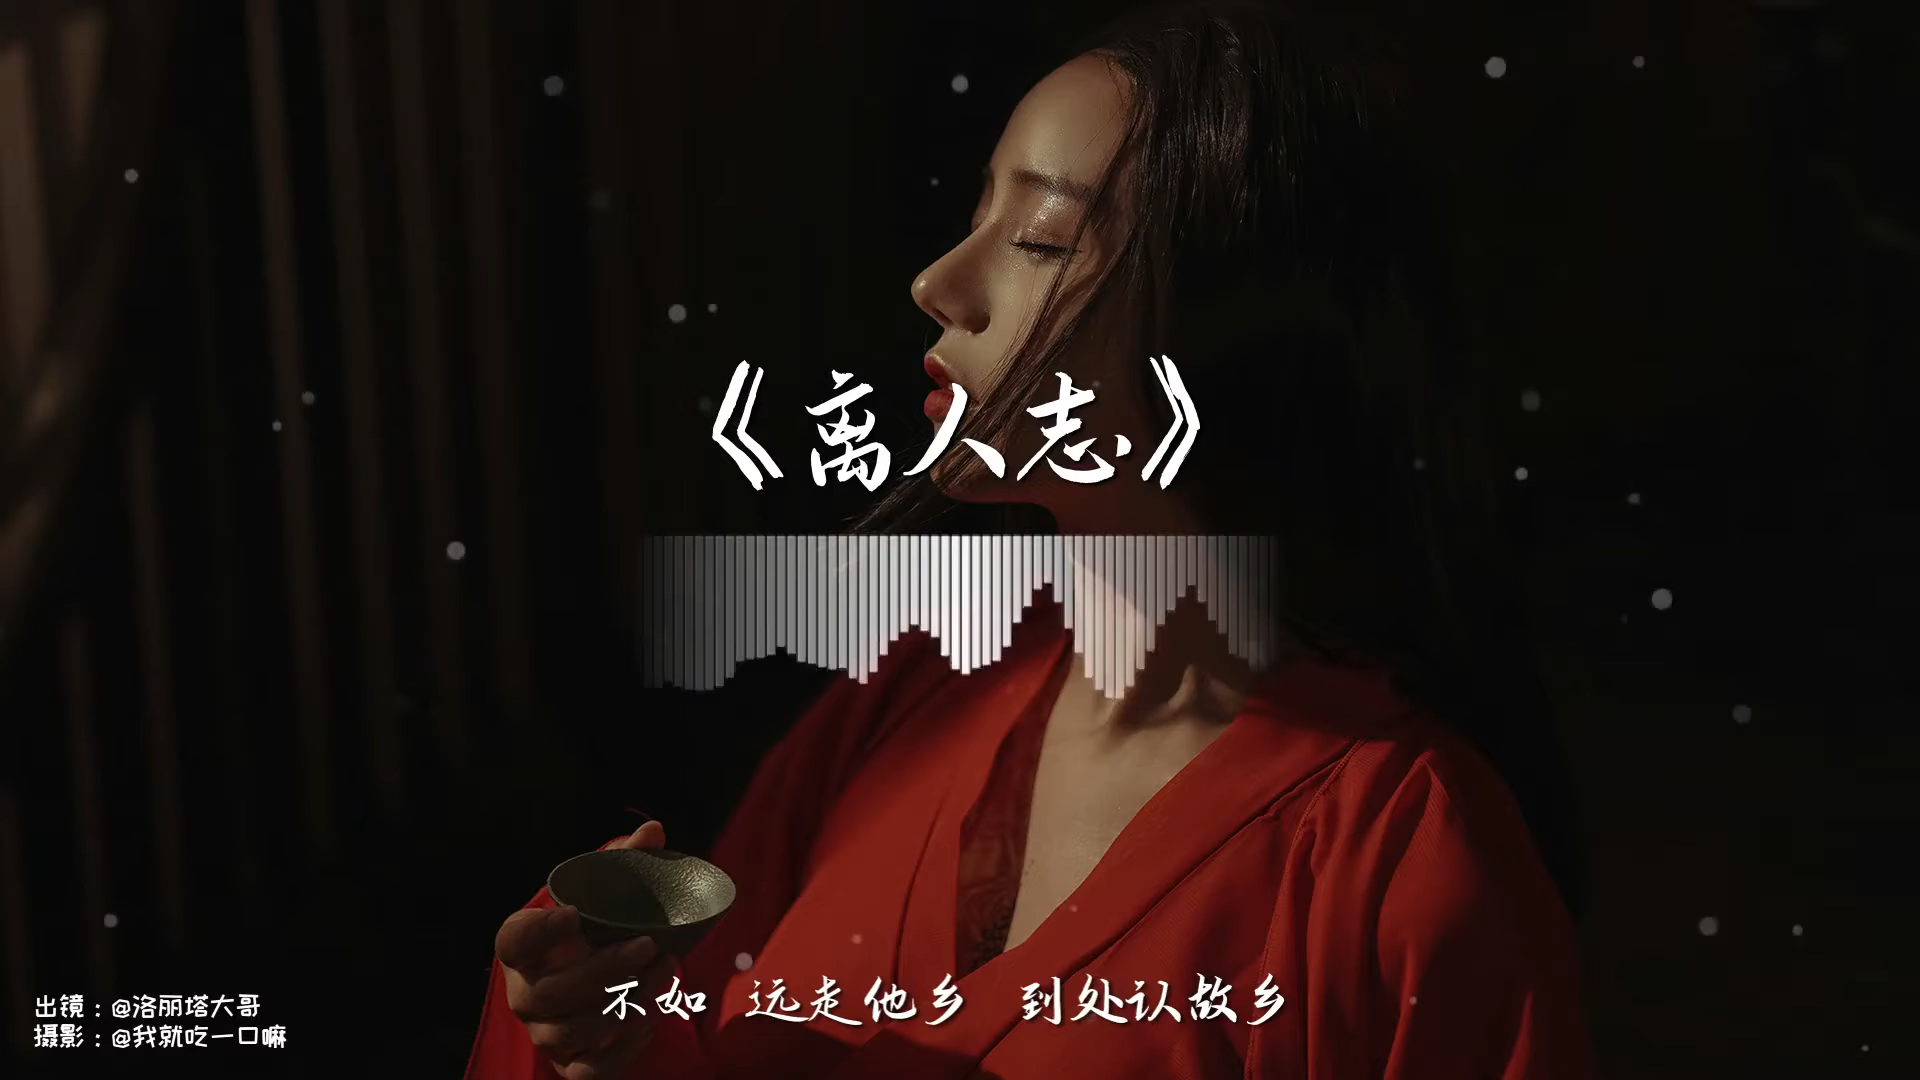 《离人志》
不如 远走他乡 到处认故乡
出镜：@洛丽塔大哥
摄影：@我就吃一口嘛